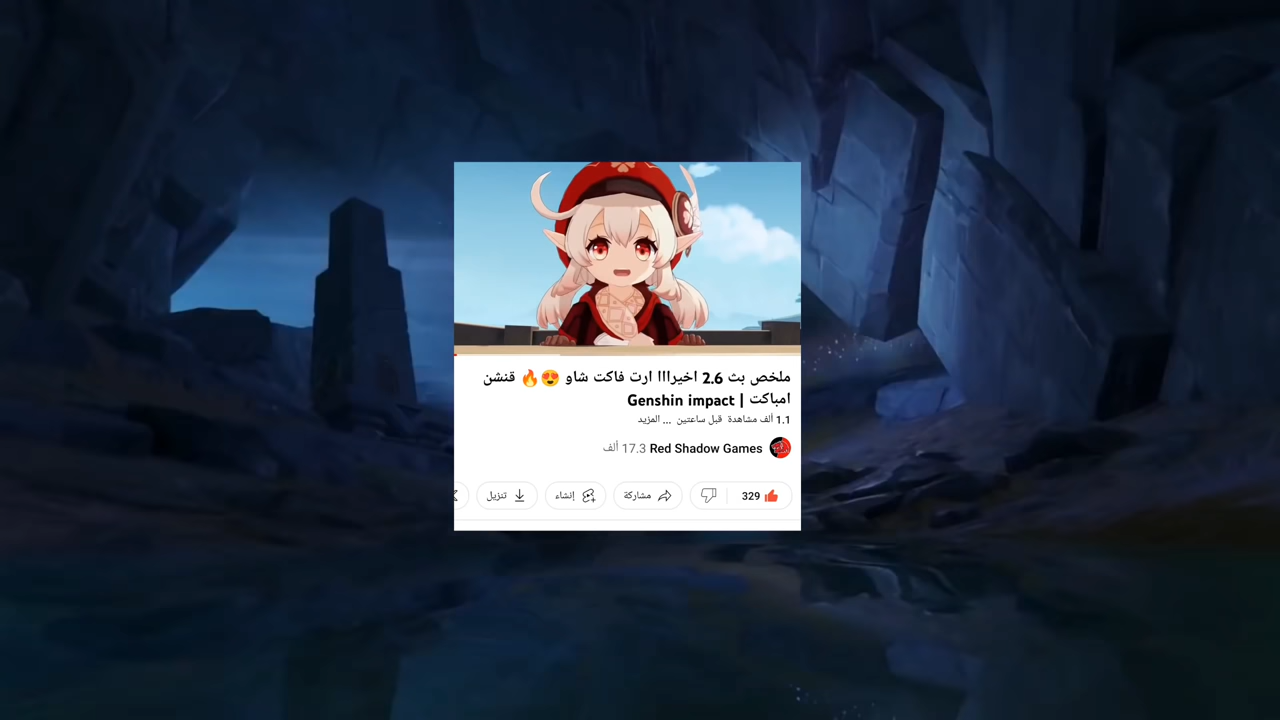 ملخص بث 2.6 اخيرااا ارت فاكت شاو 😍🔥 قنشن
امباكت | Genshin impact
1.1 ألف مشاهدة قبل ساعتين ... المزيد
Red Shadow Games 17.3 ألف
329 مشاركة إنشاء تنزيل